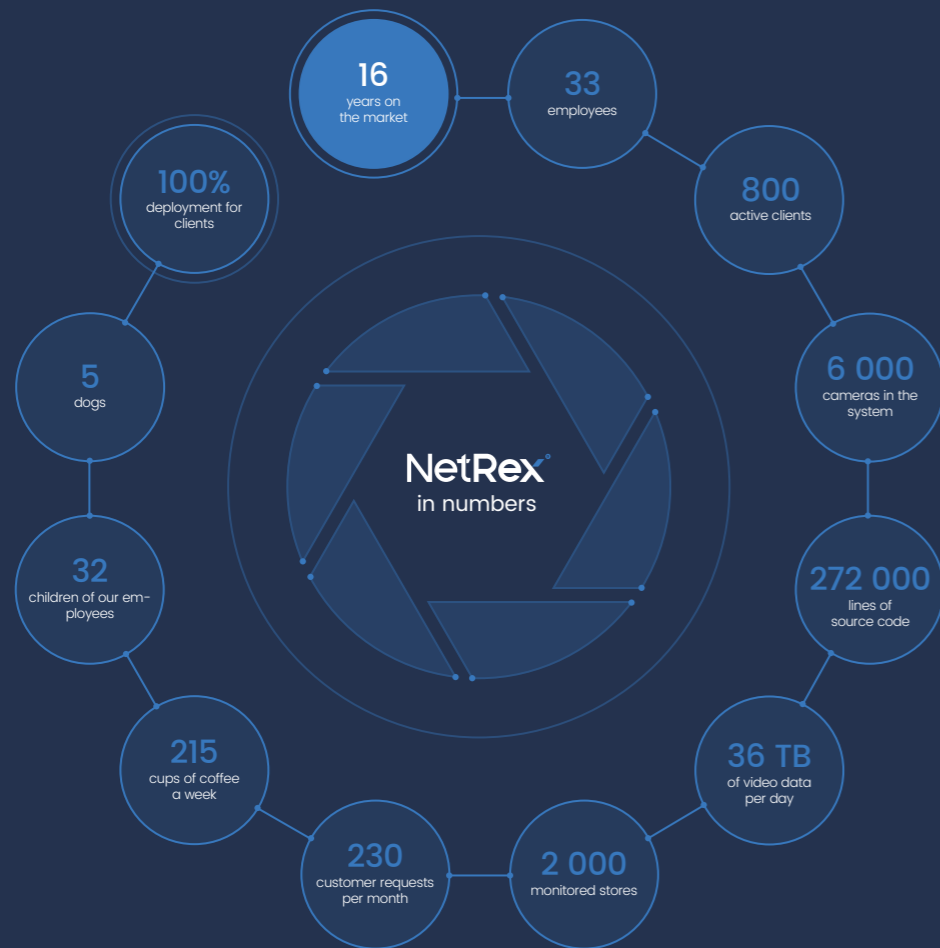 16
years on
the market
33
employees
800
active clients
6 000
cameras in the
system
272 000
lines of
source code
36 TB
of video data
per day
2 000
monitored stores
230
customer requests
per month
215
cups of coffee
a week
32
children of our em-
ployees
5
dogs
100%
deployment for
clients
NetRex
in numbers